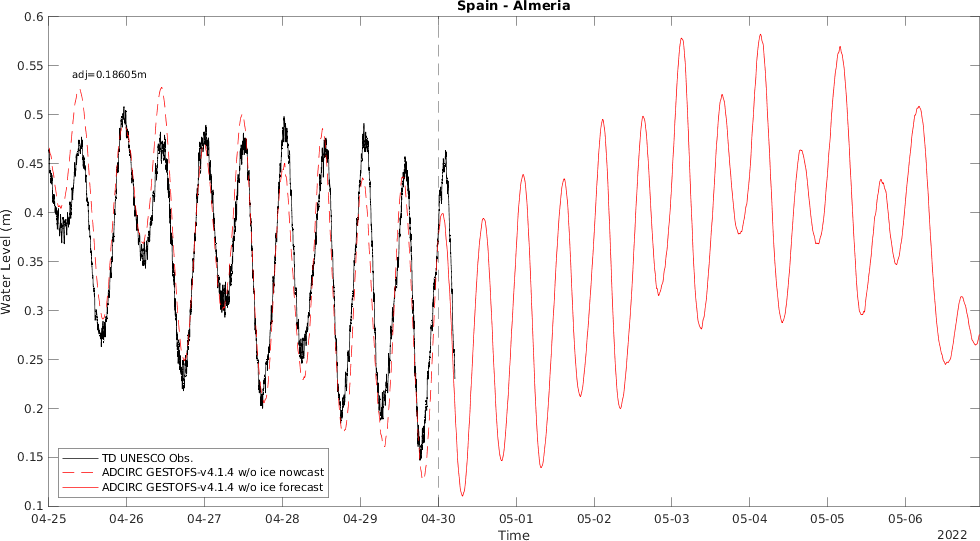 Spain - Almeria
adj=0.18605m
0.6
0.55
0.5
0.45
0.4
0.35
0.3
0.25
0.2
0.15
0.1
Water Level (m)
TD UNESCO Obs.
ADCIRC GESTOFS-v4.1.4 w/o ice nowcast
ADCIRC GESTOFS-v4.1.4 w/o ice forecast
04-25 04-26 04-27 04-28 04-29 04-30 05-01 05-02 05-03 05-04 05-05 05-06
Time
2022